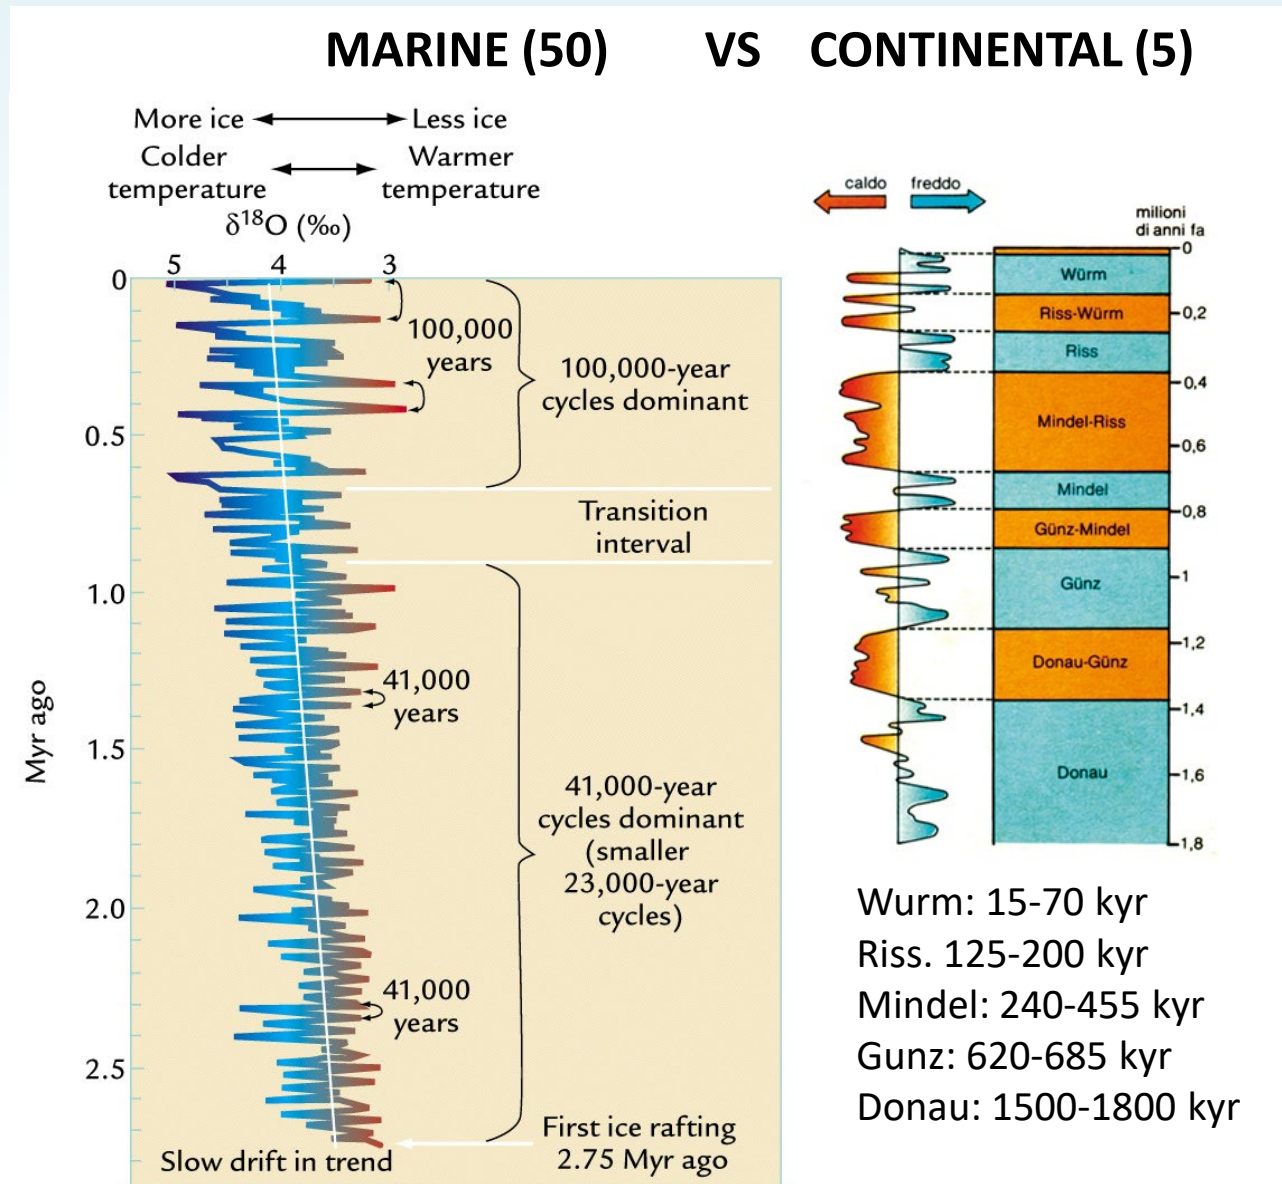 MARINE (50) VS CONTINENTAL (5)
More ice Less ice
Colder temperature
Warmer temperature
δ18O (‰)
5 4 3
0
0.5
1.0
1.5
2.0
2.5
Myr ago
100,000
years
100,000-year
cycles dominant
Transition
interval
41,000
years
41,000-year
cycles dominant
(smaller
23,000-year
cycles)
41,000
years
First ice rafting
2.75 Myr ago
Slow drift in trend
caldo freddo
milioni
di anni fa
0
Würm
Riss-Würm
0,2
Riss
0,4
Mindel-Riss
0,6
Mindel
0,8
Günz-Mindel
1
Günz
1,2
Donau-Günz
1,4
Donau
1,6
1,8
Wurm: 15-70 kyr
Riss. 125-200 kyr
Mindel: 240-455 kyr
Gunz: 620-685 kyr
Donau: 1500-1800 kyr